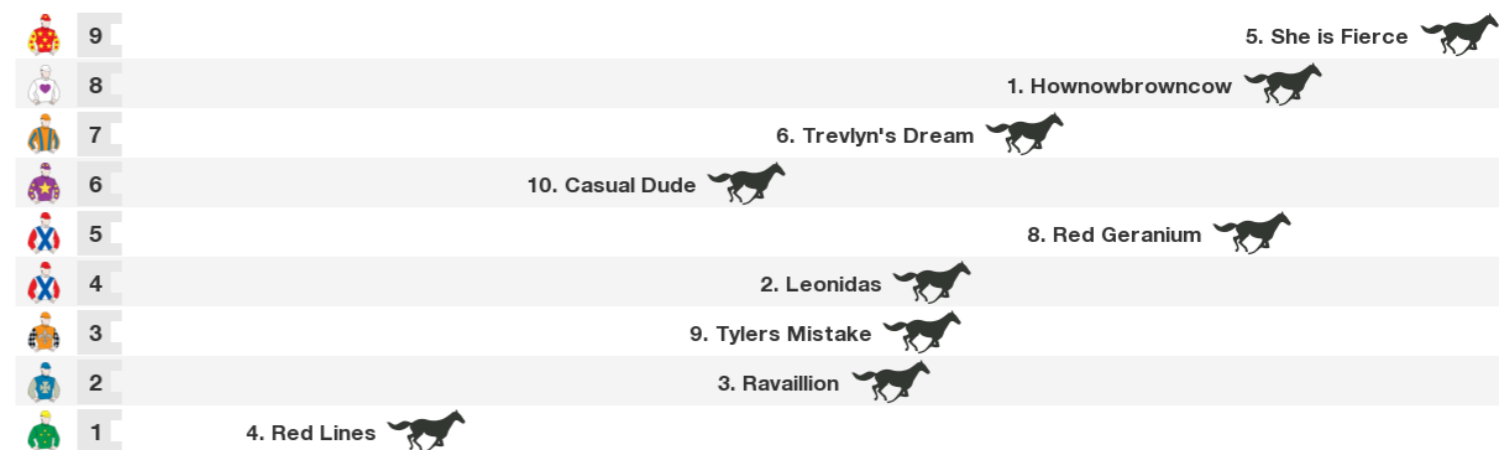 9 5. She is Fierce
8 1. Hownowbrowncow
7 6. Trevlyn's Dream
6 10. Casual Dude
5 8. Red Geranium
4 2. Leonidas
3 9. Tylers Mistake
2 3. Ravaillion
1 4. Red Lines